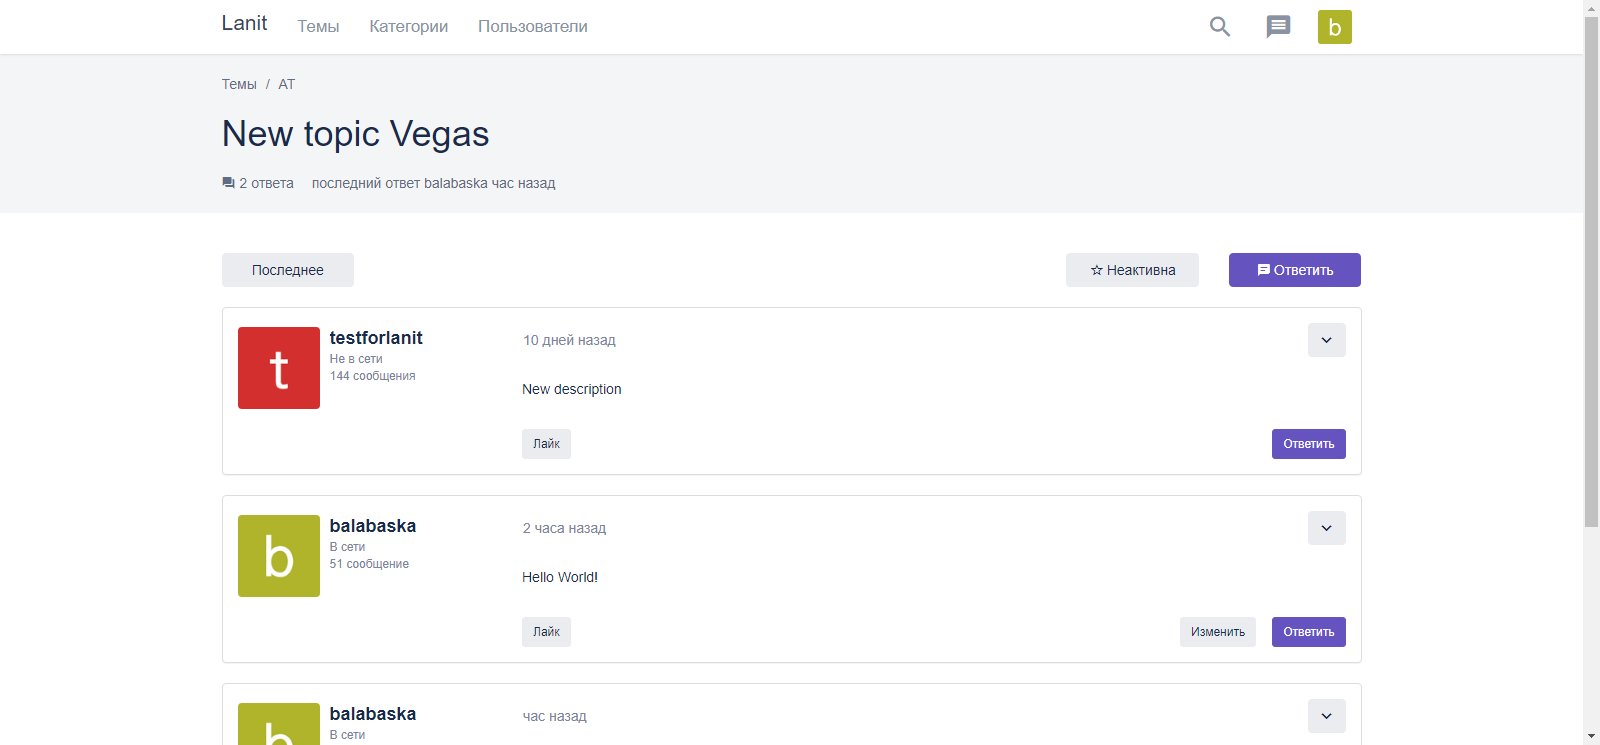 Lanit Темы Категории Пользователи b
Темы / AT
New topic Vegas
2 ответа последний ответ balabaska час назад
Последнее Неактивна Ответить
t testforlanit 10 дней назад
Не в сети
144 сообщения
New description
Лайк Ответить
b balabaska 2 часа назад
В сети
51 сообщение
Hello World!
Лайк Изменить Ответить
b balabaska час назад
В сети